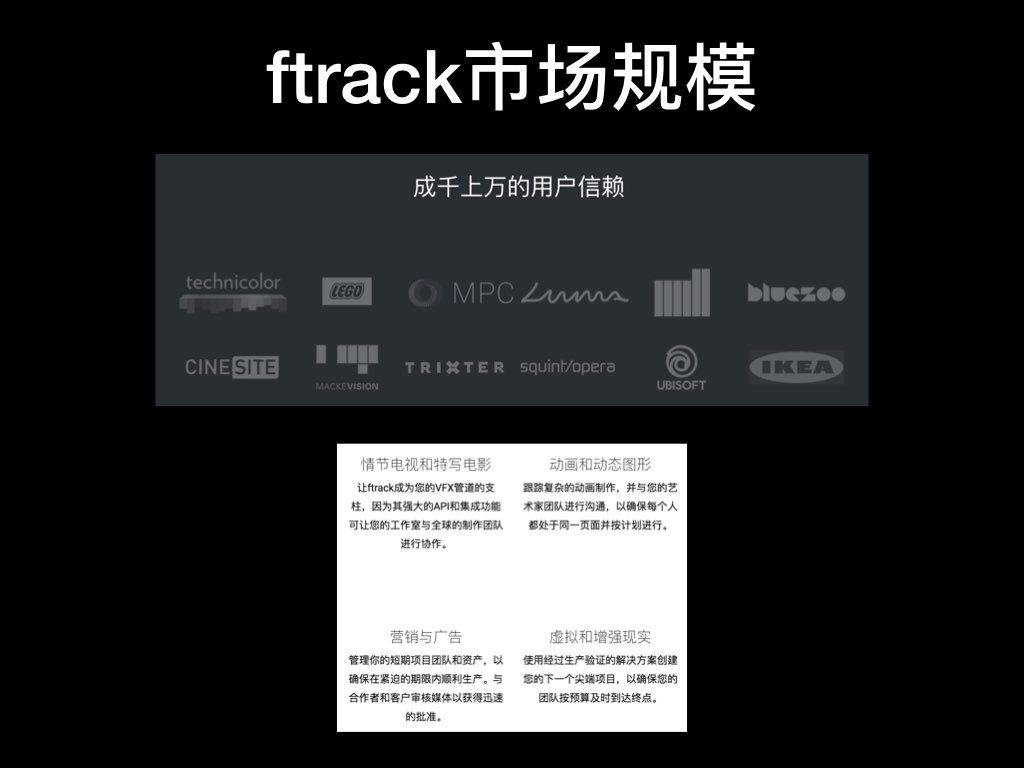 ftrack市场规模
成千上万的用户信赖
technicolor LEGO MPC Luma bluezoo
CINESITE MACKEVISION TRIXTER squint/opera UBISOFT IKEA
情节电视和特写电影
让ftrack成为您的VFX管道的支
柱，因为其强大的API和集成功能
可让您的工作室与全球的制作团队
进行协作。
动画和动态图形
跟踪复杂的动画制作，并与您的艺
术家团队进行沟通，以确保每个人
都处于同一页面并按计划进行。
营销与广告
管理你的短期项目团队和资产，以
确保在紧迫的期限内顺利生产。与
合作者和客户审核媒体以获得迅速
的批准。
虚拟和增强现实
使用经过生产验证的解决方案创建
您的下一个尖端项目，以确保您的
团队按预算及时到达终点。